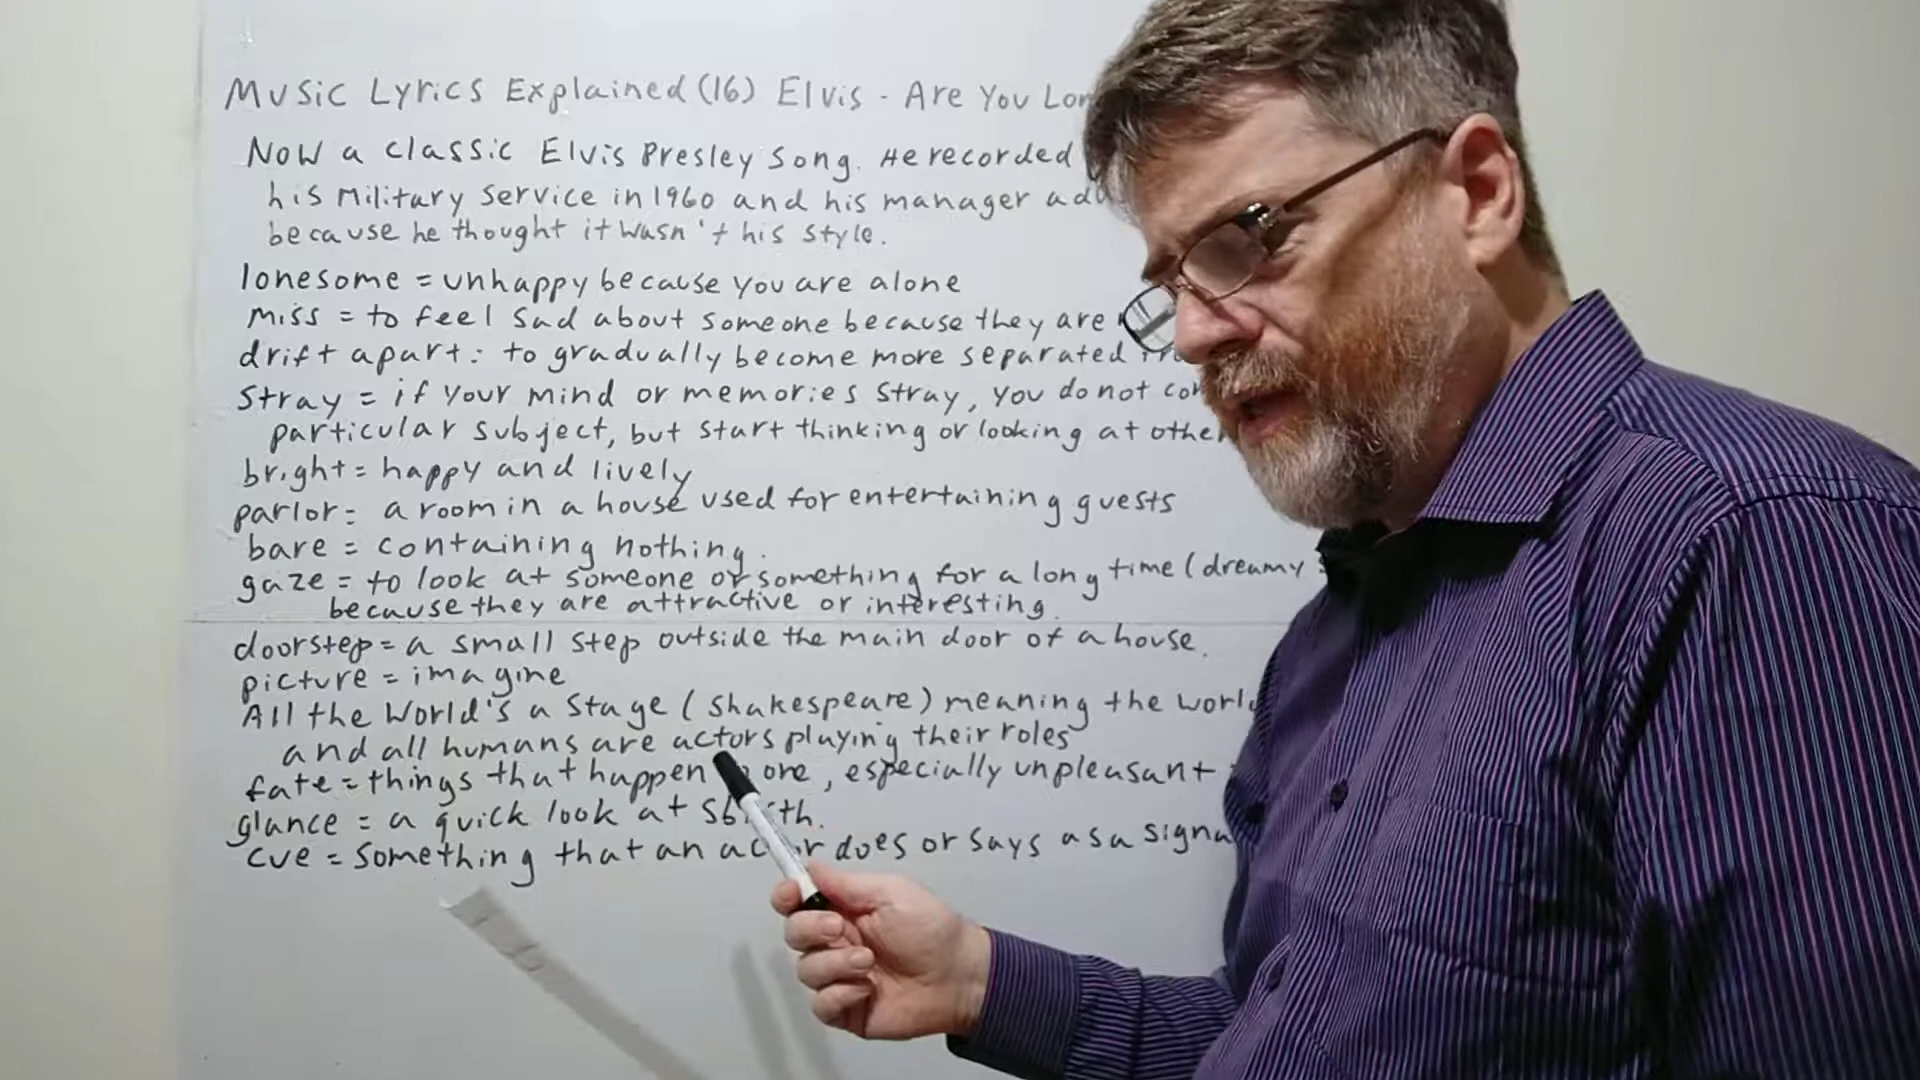 Music Lyrics Explained (16) Elvis - Are You
Now a classic Elvis Presley Song. He recorded
his Military Service in 1960 and his manager
because he thought it wasn't his style.
lonesome = unhappy because you are alone
Miss = to feel sad about someone because they are
drift apart: to gradually become more separated
Stray = if your mind or memories stray, you do not
particular subject, but start thinking or looking at
bright = happy and lively
parlor = a room in a house used for entertaining guests
bare = containing nothing.
gaze = to look at someone or something for a long time (dreamy
because they are attractive or interesting.
doorstep = a small step outside the main door of a house.
picture = imagine
All the World's a Stage (Shakespeare) meaning the
and all humans are actors playing their roles
fate = things that happen one, especially unpleasant
glance = a quick look at
cue = something that an does or says as a